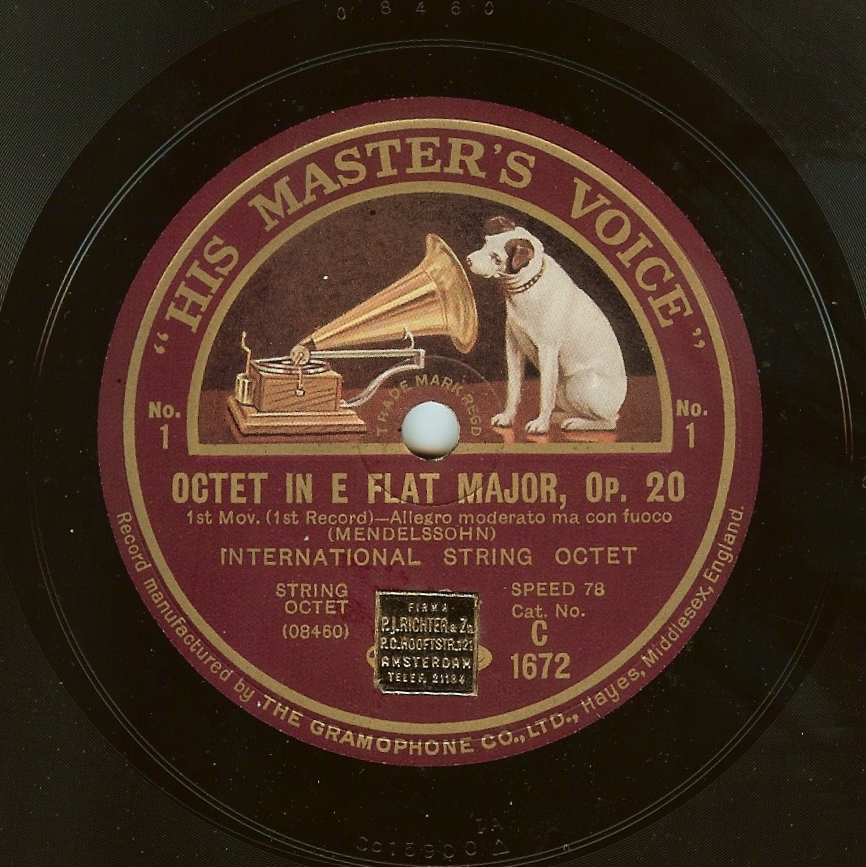 08460
"HIS MASTER'S VOICE"
TRADE MARK REGD
No. 1
No. 1
OCTET IN E FLAT MAJOR, Op. 20
1st Mov. (1st Record)—Allegro moderato ma con fuoco
(MENDELSSOHN)
INTERNATIONAL STRING OCTET
STRING OCTET
(08460)
SPEED 78
Cat. No.
C
1672
FIRMA
P.J.RICHTER & Zn
P.C.HOOFTSTR.121
AMSTERDAM
TELEF. 21184
Record manufactured by THE GRAMOPHONE CO., LTD., Hayes, Middlesex, England.